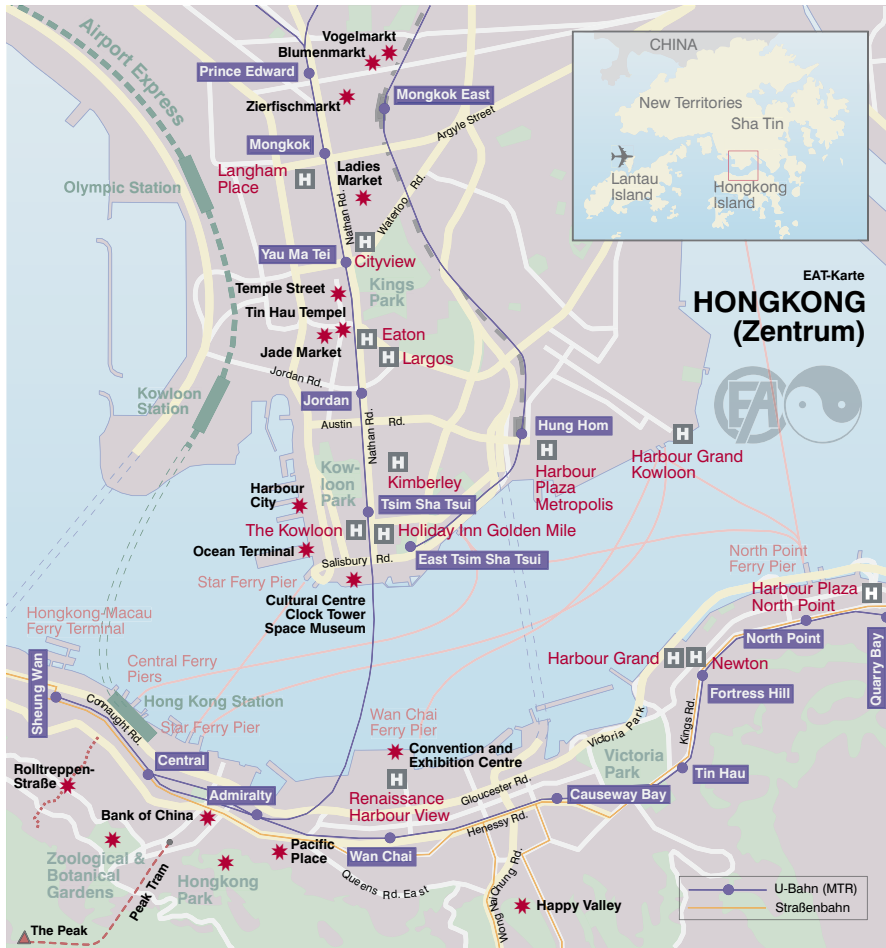 Vogelmarkt
Blumenmarkt
CHINA
Airport Express
Prince Edward
Mongkok East
Zierfischmarkt
New Territories
Argyle Street
Sha Tin
Mongkok
Langham
Place
H
Ladies
Market
Olympic Station
Lantau
Island
Hongkong
Island
Nathan Rd.
Waterloo Rd.
H
Yau Ma Tei
Cityview
EAT-Karte
HONGKONG
(Zentrum)
Temple Street
Kings
Park
Tin Hau Tempel
H
Eaton
Jade Market
H
Largos
Jordan Rd.
EA
Kowloon
Station
Jordan
Austin Rd.
Nathan Rd.
Hung Hom
H
H
Harbour Grand
Kowloon
H
Kimberley
Harbour
Plaza
Metropolis
Kow-
loon
Park
Harbour
City
Tsim Sha Tsui
The Kowloon
H
H
Holiday Inn Golden Mile
Ocean Terminal
Salisbury Rd.
East Tsim Sha Tsui
Star Ferry Pier
North Point
Ferry Pier
Cultural Centre
Clock Tower
Space Museum
Harbour Plaza
North Point
H
Hongkong-Macau
Ferry Terminal
North Point
Quarry Bay
Central Ferry
Piers
Harbour Grand
H
H
Newton
Sheung Wan
Hong Kong Station
Fortress Hill
Connaught Rd.
Star Ferry Pier
Wan Chai
Ferry Pier
Victoria Park
Kings Rd.
Victoria
Park
Convention and
Exhibition Centre
Central
Rolltreppen-
Straße
Tin Hau
H
Renaissance
Harbour View
Gloucester Rd.
Admiralty
Causeway Bay
Bank of China
Henessy Rd.
Pacific
Place
Wan Chai
Zoological &
Botanical
Gardens
Peak Tram
Hongkong
Park
Queens Rd. East
Wong Nai Chung Rd.
Happy Valley
U-Bahn (MTR)
Straßenbahn
The Peak